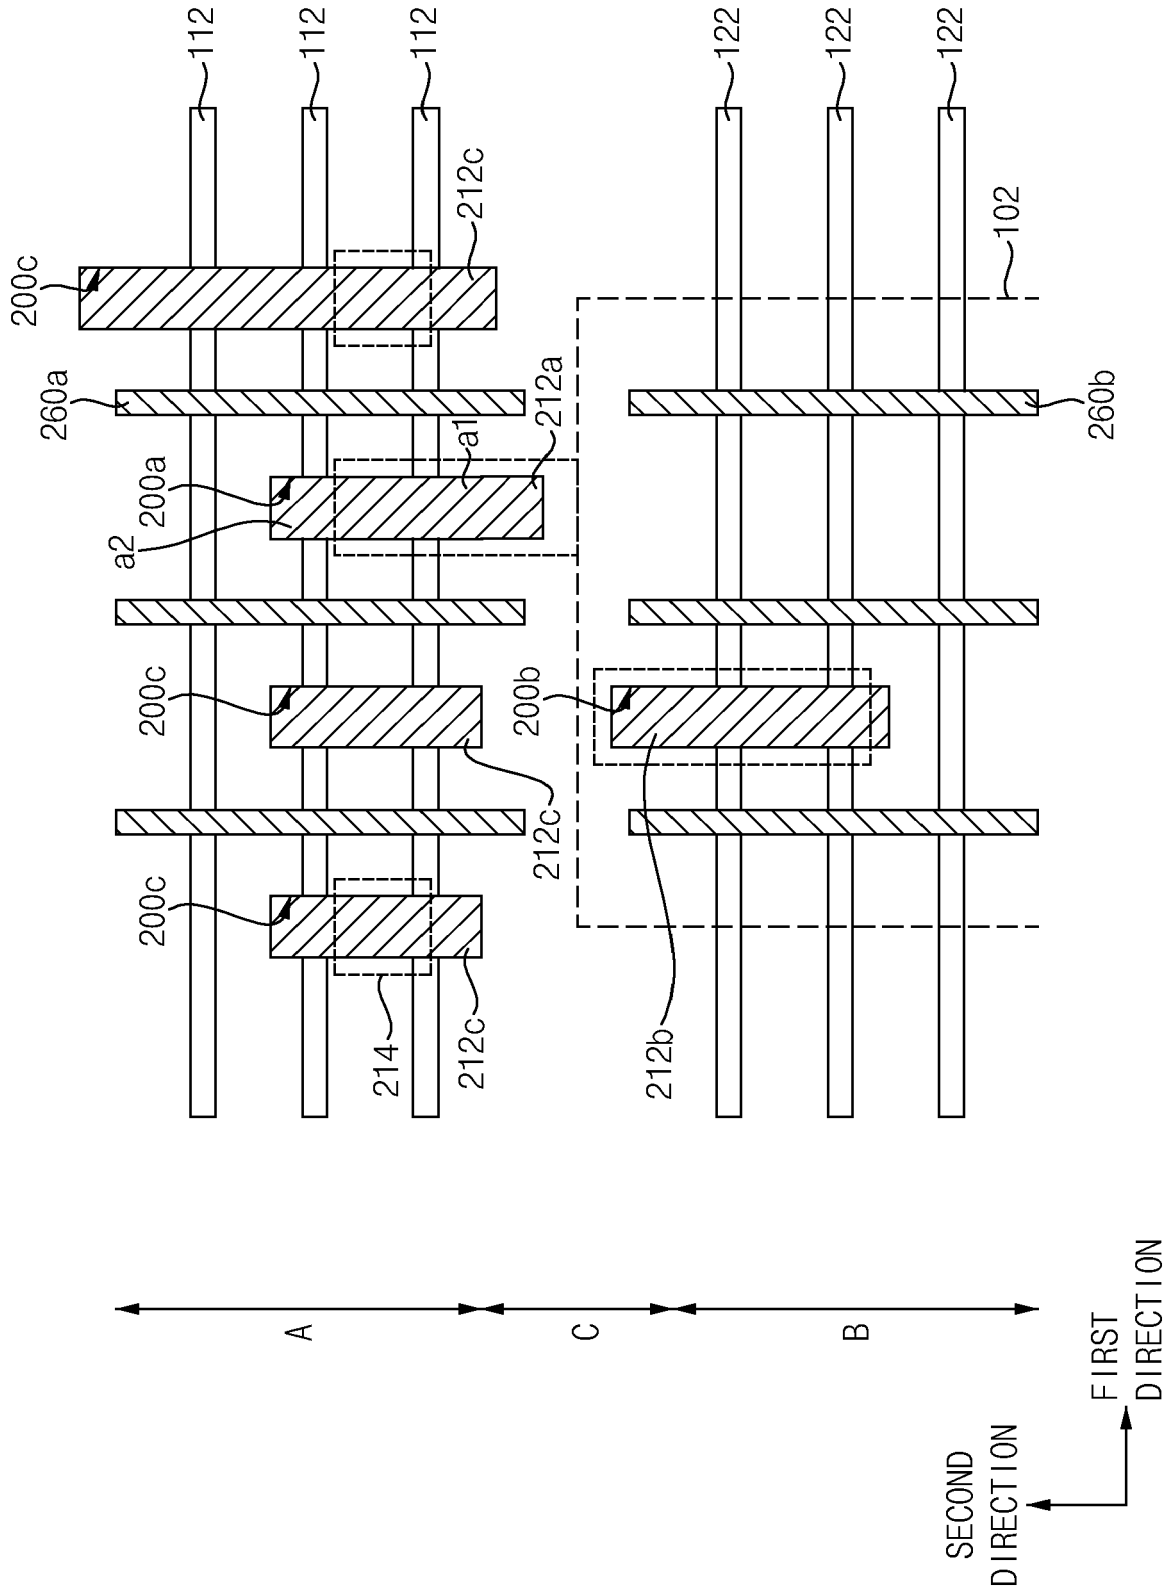 112
112
112
122
122
122
200c
212c
102
260a
212a
a1
200a
a2
260b
200c
200b
212c
200c
212b
212c
214
A
C
B
FIRST
DIRECTION
SECOND
DIRECTION